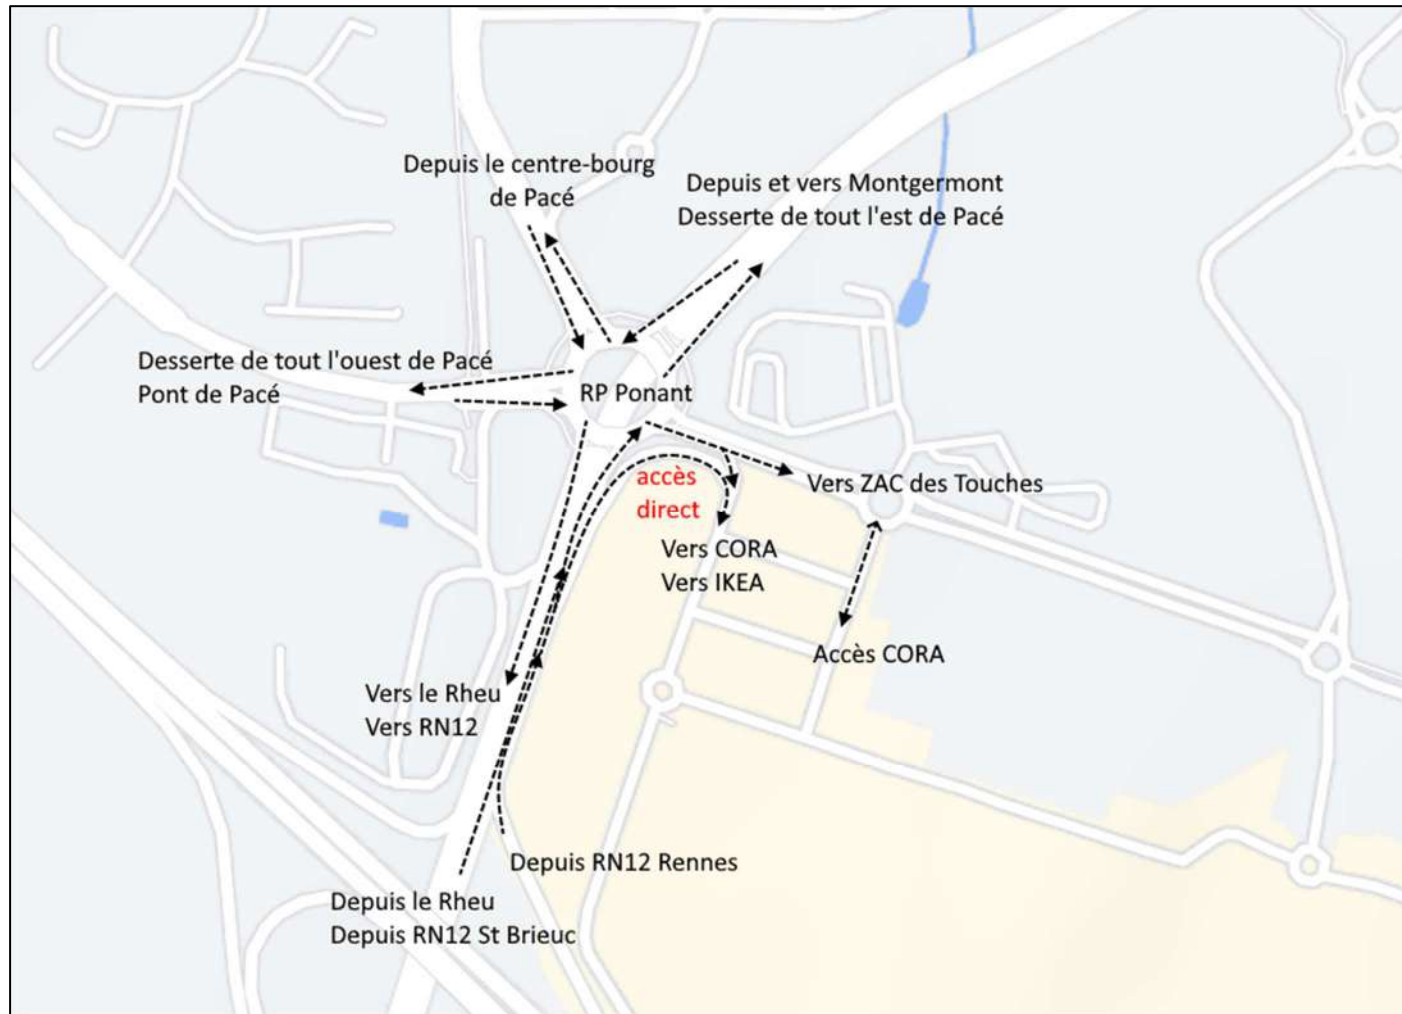 Depuis le centre-bourg
de Pacé
Depuis et vers Montgermont
Desserte de tout l'est de Pacé
Desserte de tout l'ouest de Pacé
Pont de Pacé
RP Ponant
accès
direct
Vers ZAC des Touches
Vers CORA
Vers IKEA
Accès CORA
Vers le Rheu
Vers RN12
Depuis RN12 Rennes
Depuis le Rheu
Depuis RN12 St Brieuc